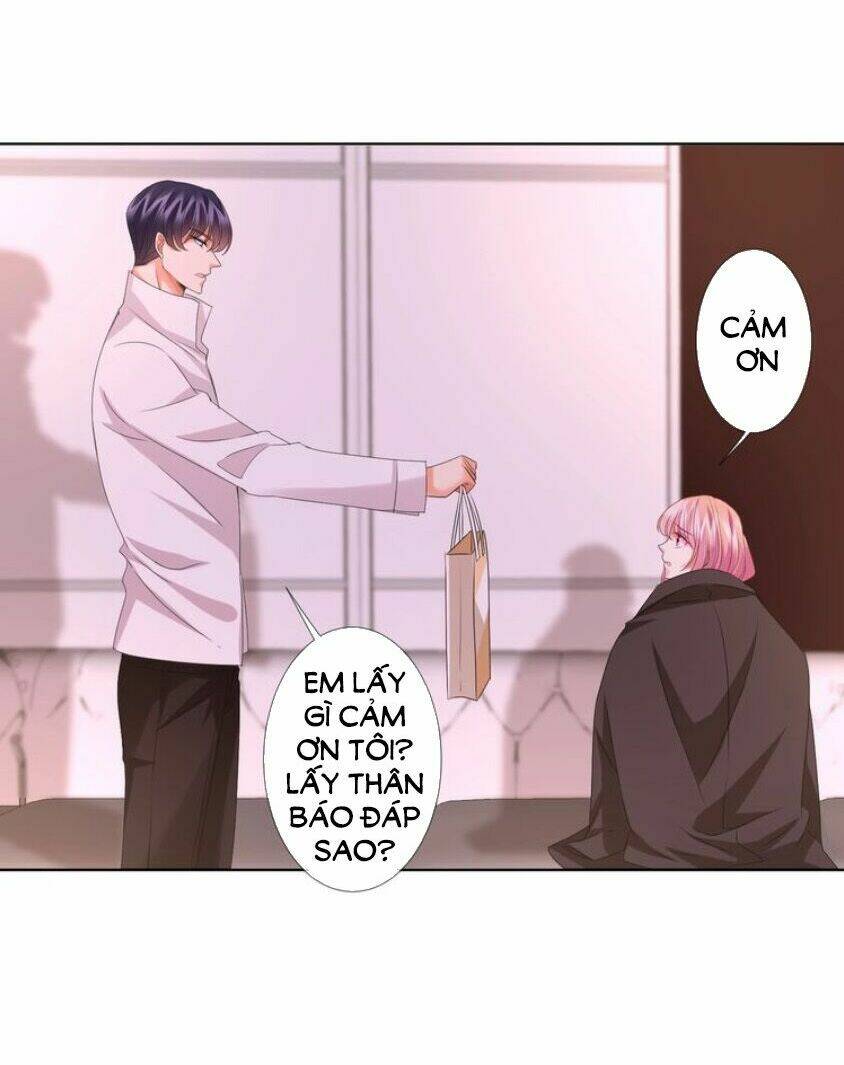 CẢM
ƠN
EM LẤY
GÌ CẢM
ƠN TÔI?
LẤY THÂN
BÁO ĐÁP
SAO?